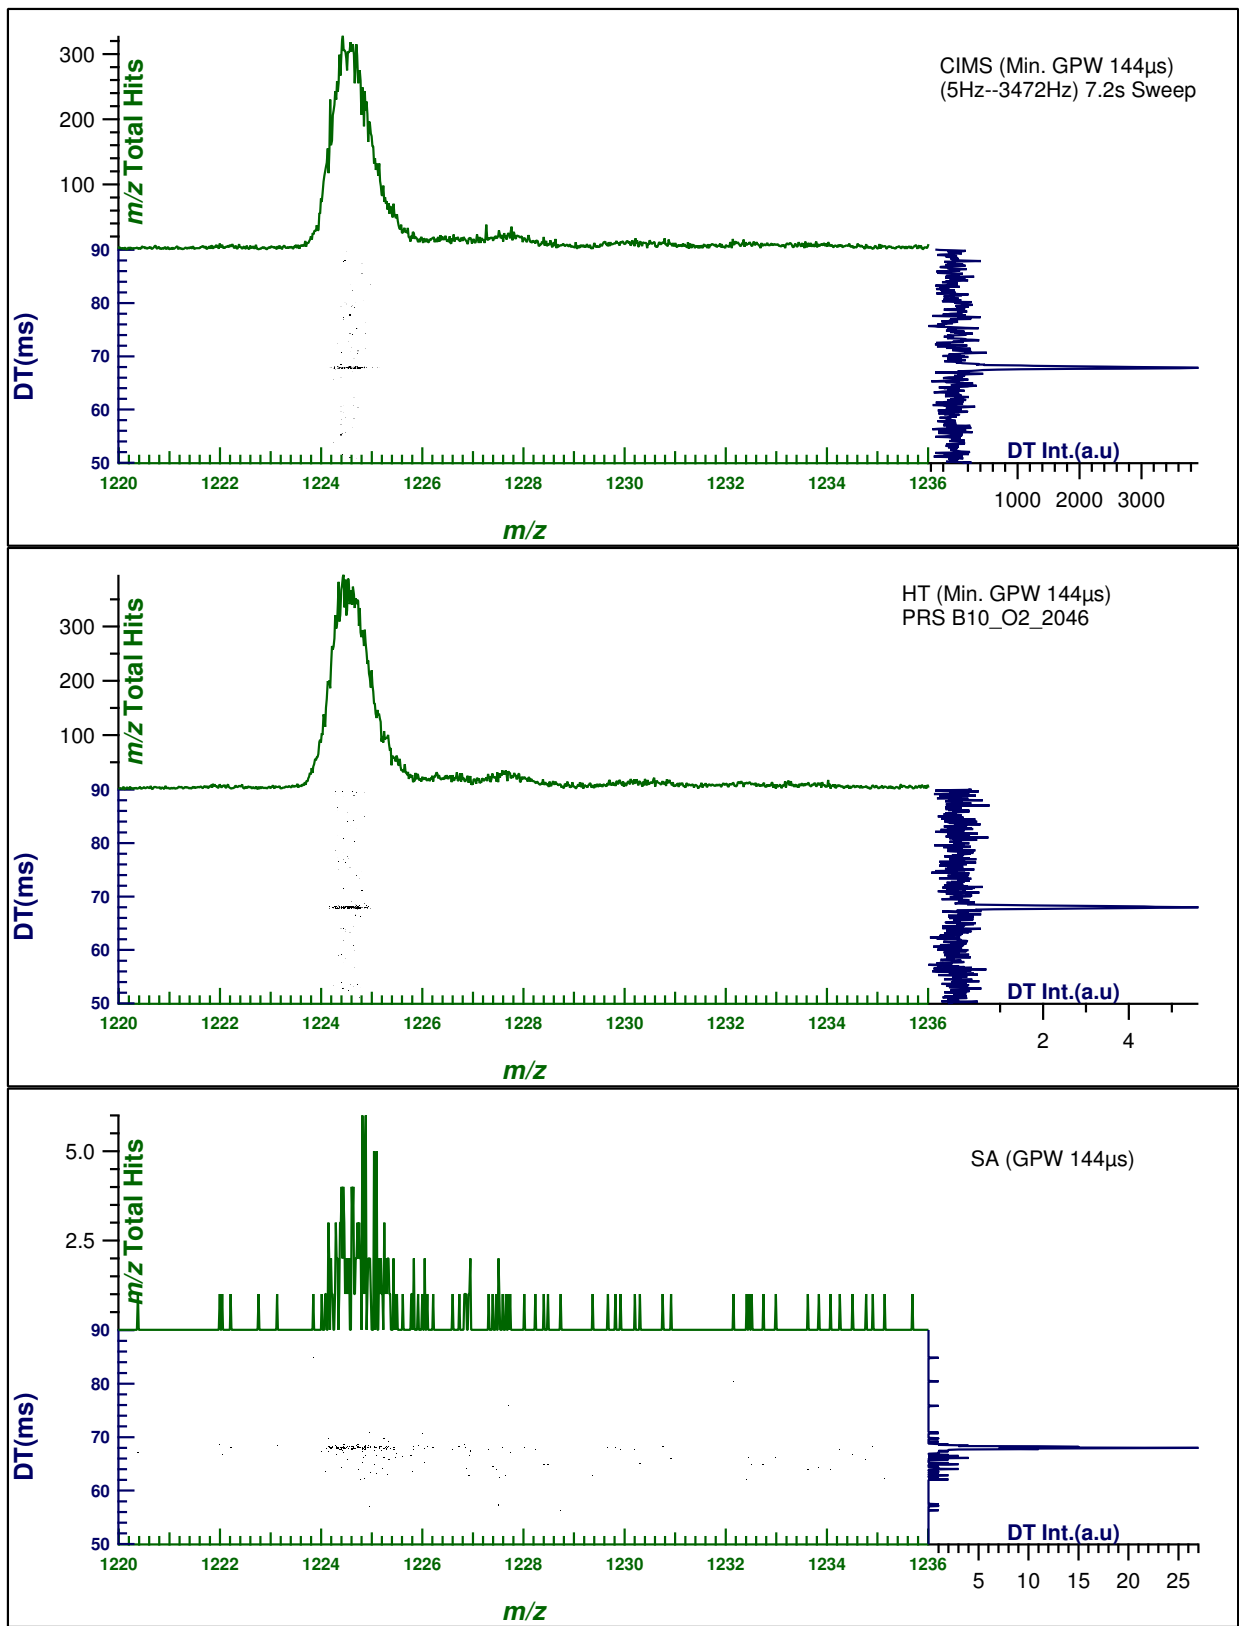 CIMS (Min. GPW 144µs)
(5Hz--3472Hz) 7.2s Sweep
m/z Total Hits
300
200
100
DT(ms)
90
80
70
60
50
1220 1222 1224 1226 1228 1230 1232 1234 1236
m/z
DT Int.(a.u)
1000 2000 3000
HT (Min. GPW 144µs)
PRS B10_O2_2046
m/z Total Hits
300
200
100
DT(ms)
90
80
70
60
50
1220 1222 1224 1226 1228 1230 1232 1234 1236
m/z
DT Int.(a.u)
2 4
SA (GPW 144µs)
m/z Total Hits
5.0
2.5
DT(ms)
90
80
70
60
50
1220 1222 1224 1226 1228 1230 1232 1234 1236
m/z
DT Int.(a.u)
5 10 15 20 25